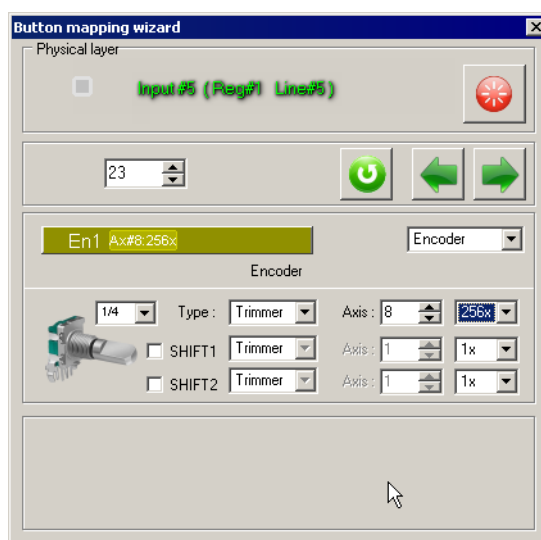 Button mapping wizard
Physical layer
Input#5 (Reg#1 Line#5)
23
En1 Ax#8:256x Encoder
Encoder
1/4 Type : Trimmer Axis : 8 256x
SHIFT1 Trimmer Axis : 1 1x
SHIFT2 Trimmer Axis : 1 1x